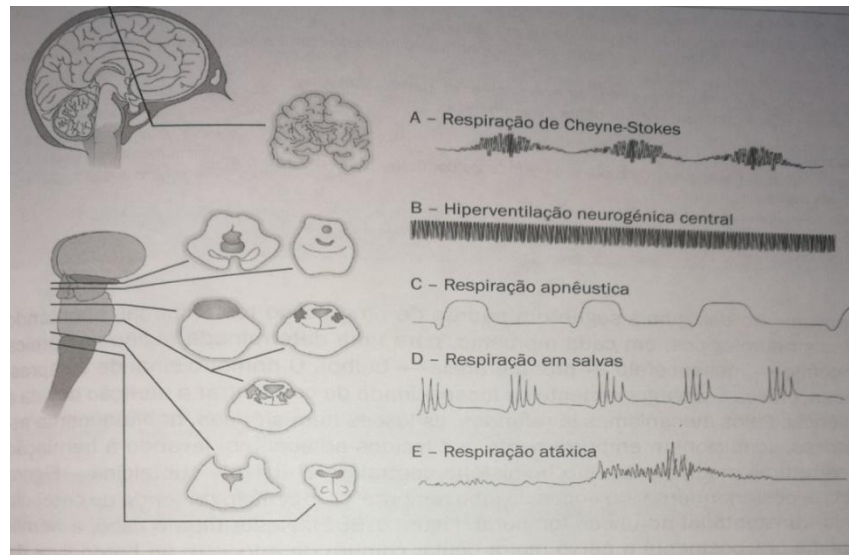 A – Respiração de Cheyne-Stokes
B – Hiperventilação neurogénica central
C – Respiração apnêustica
D – Respiração em salvas
E – Respiração atáxica